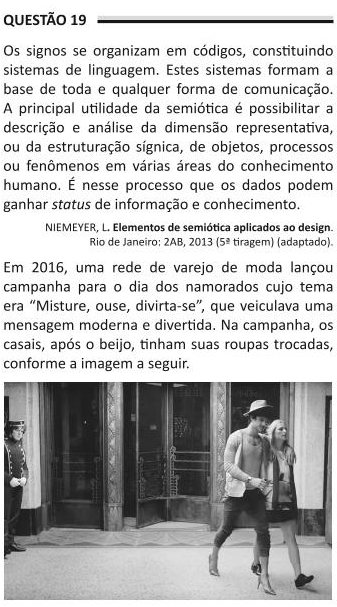 QUESTÃO 19
Os signos se organizam em códigos, constituindo
sistemas de linguagem. Estes sistemas formam a
base de toda e qualquer forma de comunicação.
A principal utilidade da semiótica é possibilitar a
descrição e análise da dimensão representativa,
ou da estruturação sígnica, de objetos, processos
ou fenômenos em várias áreas do conhecimento
humano. É nesse processo que os dados podem
ganhar status de informação e conhecimento.
NIEMEYER, L. Elementos de semiótica aplicados ao design.
Rio de Janeiro: 2AB, 2013 (5ª tiragem) (adaptado).
Em 2016, uma rede de varejo de moda lançou
campanha para o dia dos namorados cujo tema
era “Misture, ouse, divirta-se”, que veiculava uma
mensagem moderna e divertida. Na campanha, os
casais, após o beijo, tinham suas roupas trocadas,
conforme a imagem a seguir.